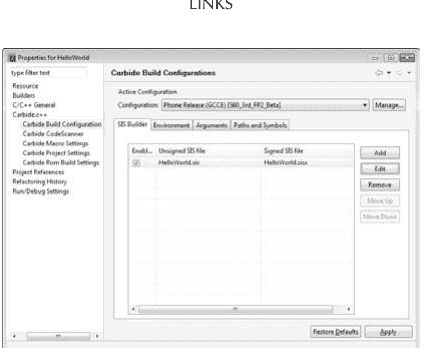 LINKS
Properties for HelloWorld
type filter text
Resource
Builders
C/C++ General
Carbide.c++
Carbide Build Configuration
Carbide CodeScanner
Carbide Macro Settings
Carbide Project Settings
Carbide Rom Build Settings
Project References
Refactoring History
Run/Debug Settings
Carbide Build Configurations
Active Configuration
Configuration: Phone Release (GCCE) [S60_3rd_FP2_Beta] Manage...
SIS Builder Environment Arguments Paths and Symbols
Enabl... Unsigned SIS file Signed SIS file
HelloWorld.sis HelloWorld.sisx
Add
Edit
Remove
Move Up
Move Down
Restore Defaults Apply